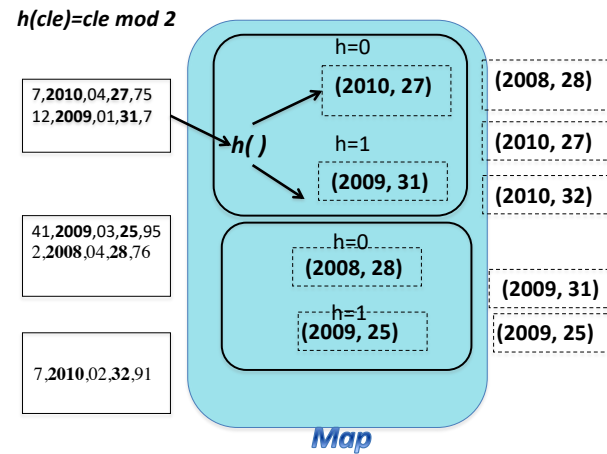 h(cle)=cle mod 2
7,2010,04,27,75
12,2009,01,31,7
41,2009,03,25,95
2,2008,04,28,76
7,2010,02,32,91
h=0
(2010, 27)
h( )
h=1
(2009, 31)
h=0
(2008, 28)
h=1
(2009, 25)
Map
(2008, 28)
(2010, 27)
(2010, 32)
(2009, 31)
(2009, 25)